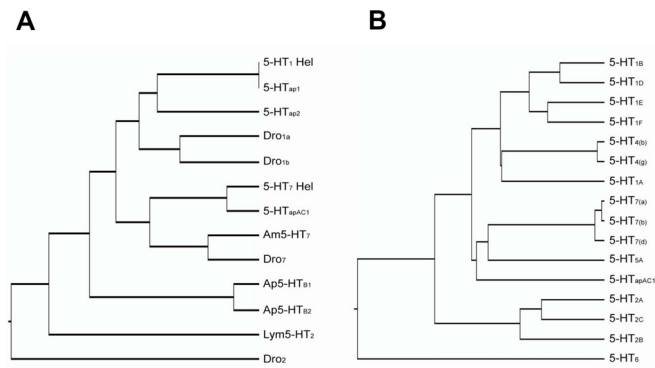 A
5-HT1 Hel
5-HTap1
5-HTap2
Dro1a
Dro1b
5-HT7 Hel
5-HTapAC1
Am5-HT7
Dro7
Ap5-HTB1
Ap5-HTB2
Lym5-HT2
Dro2
B
5-HT1B
5-HT1D
5-HT1E
5-HT1F
5-HT4(b)
5-HT4(g)
5-HT1A
5-HT7(a)
5-HT7(b)
5-HT7(d)
5-HT5A
5-HTapAC1
5-HT2A
5-HT2C
5-HT2B
5-HT6